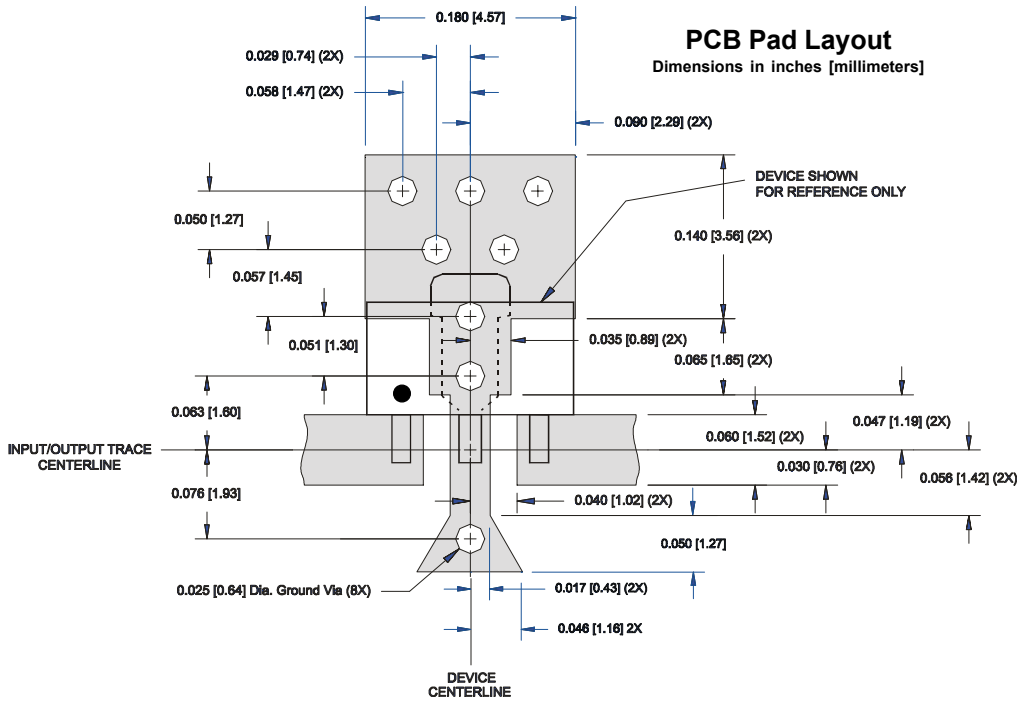 0.180 [4.57]
PCB Pad Layout
Dimensions in inches [millimeters]
0.029 [0.74] (2X)
0.058 [1.47] (2X)
0.090 [2.29] (2X)
DEVICE SHOWN
FOR REFERENCE ONLY
0.050 [1.27]
0.140 [3.56] (2X)
0.057 [1.45]
0.051 [1.30]
0.035 [0.89] (2X)
0.065 [1.65] (2X)
0.063 [1.60]
0.047 [1.19] (2X)
0.060 [1.52] (2X)
INPUT/OUTPUT TRACE
CENTERLINE
0.030 [0.76] (2X)
0.056 [1.42] (2X)
0.076 [1.93]
0.040 [1.02] (2X)
0.050 [1.27]
0.025 [0.64] Dia. Ground Via (8X)
0.017 [0.43] (2X)
0.046 [1.16] 2X
DEVICE
CENTERLINE